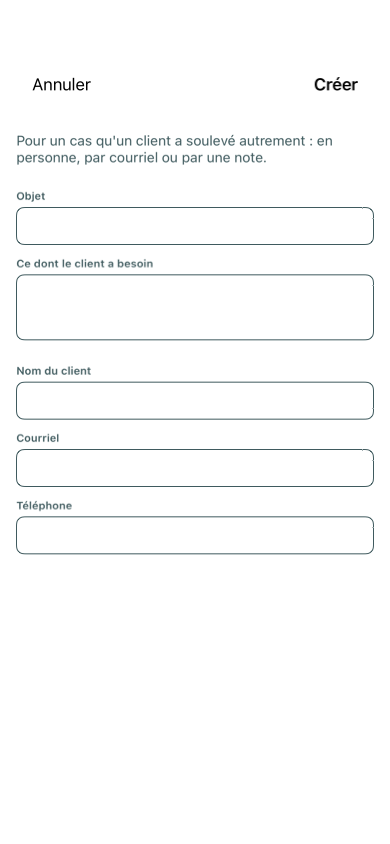 Annuler
Créer
Pour un cas qu'un client a soulevé autrement : en
personne, par courriel ou par une note.
Objet
Ce dont le client a besoin
Nom du client
Courriel
Téléphone